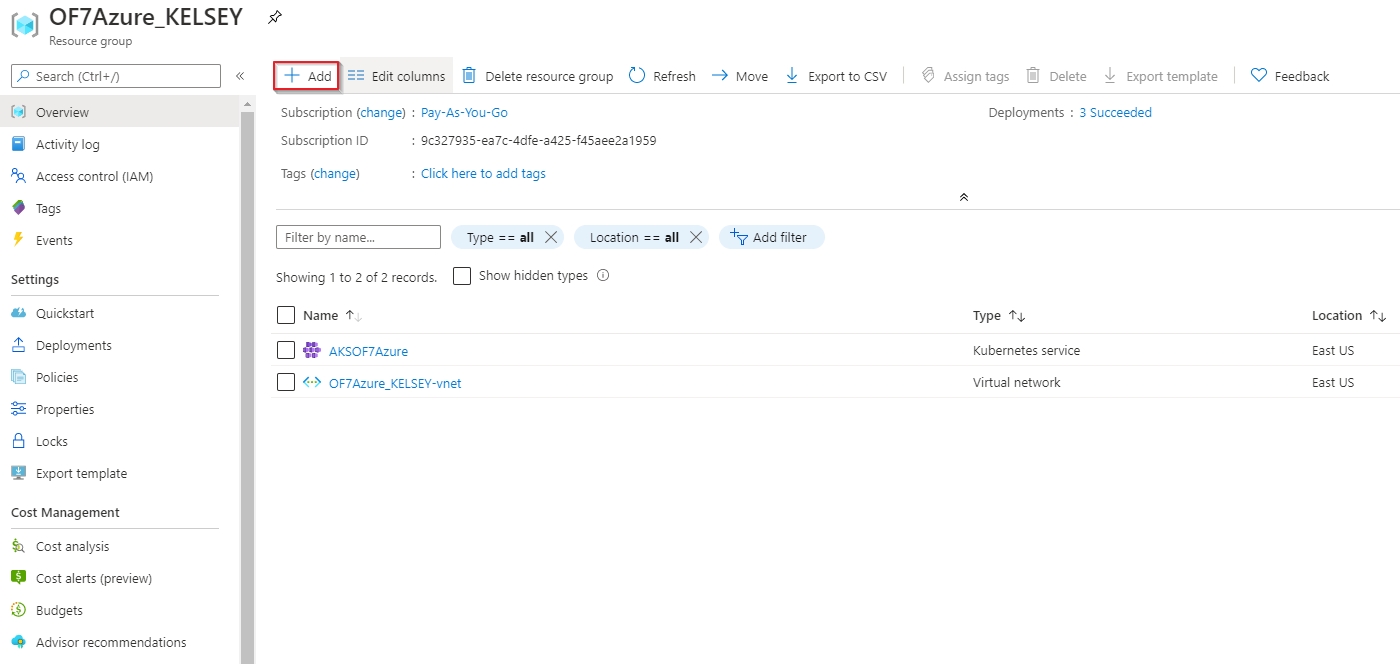 OF7Azure_KELSEY
Resource group
Search (Ctrl+/)
«
Add Edit columns Delete resource group Refresh Move Export to CSV Assign tags Delete Export template Feedback
Overview
Activity log
Access control (IAM)
Tags
Events
Settings
Quickstart
Deployments
Policies
Properties
Locks
Export template
Cost Management
Cost analysis
Cost alerts (preview)
Budgets
Advisor recommendations
Subscription (change) : Pay-As-You-Go Deployments : 3 Succeeded
Subscription ID : 9c327935-ea7c-4dfe-a425-f45aee2a1959
Tags (change) : Click here to add tags
Filter by name... Type == all Location == all Add filter
Showing 1 to 2 of 2 records. Show hidden types
Name Type Location
AKSOF7Azure Kubernetes service East US
OF7Azure_KELSEY-vnet Virtual network East US